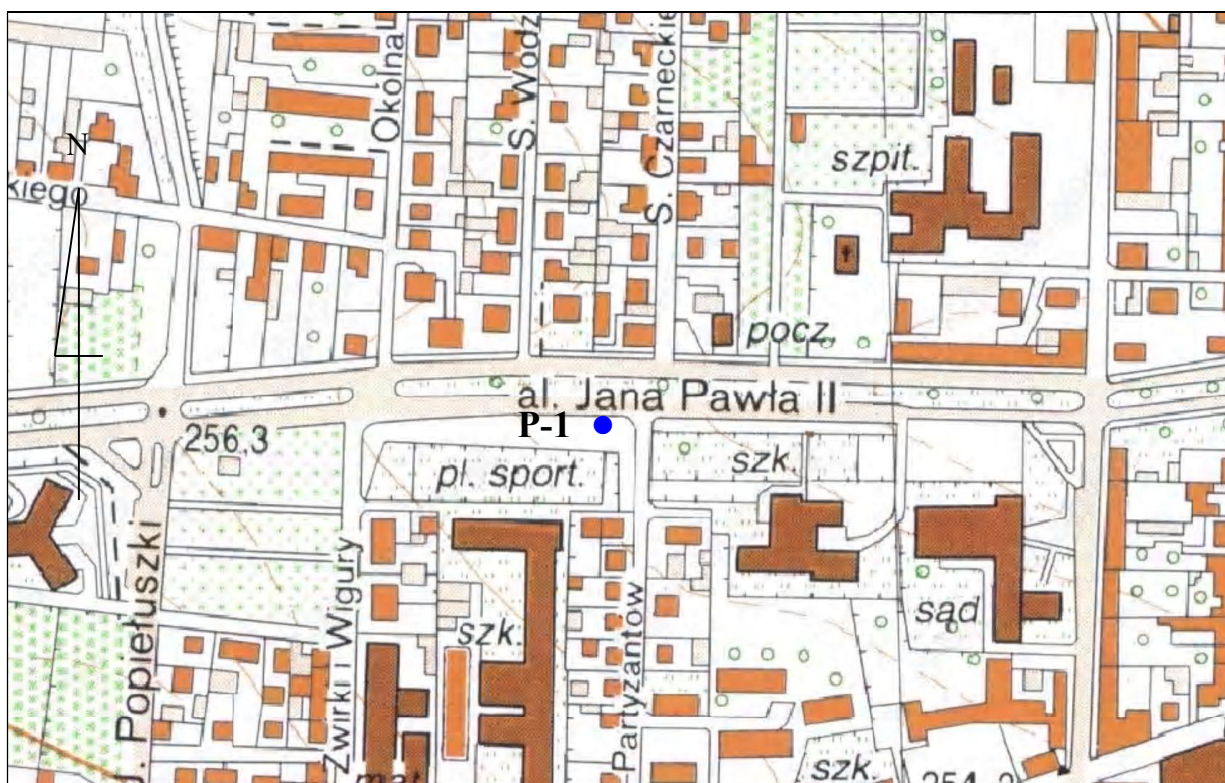 Okólna
S. Wodz
S. Czarneckie
N
szpit.
kiego
pocz.
al. Jana Pawła II
P-1
256,3
pl. sport.
szk.
J. Popiełuszki
Żwirki i Wigury
szk.
Partyzantów
sąd
mat.
szk.
254,2